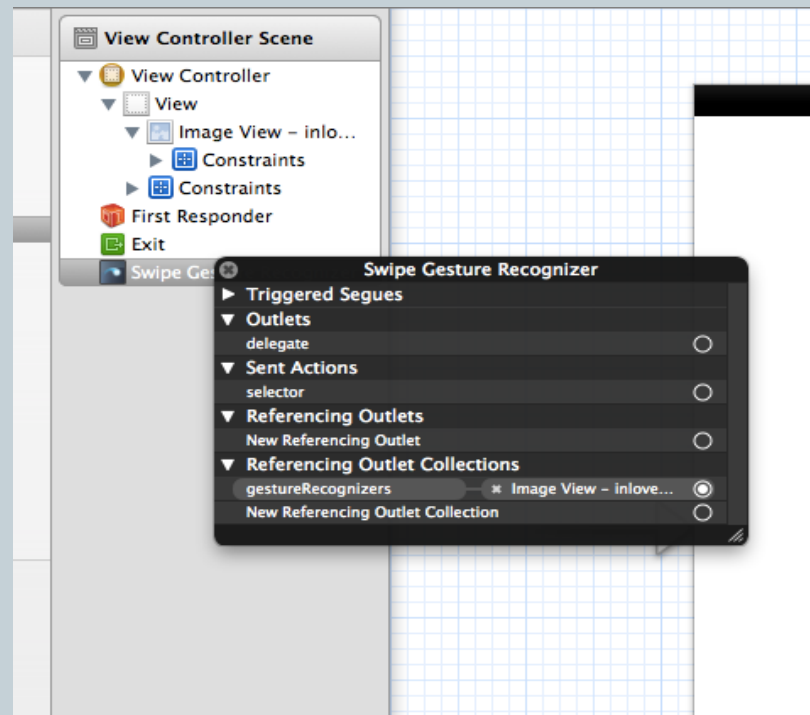 View Controller Scene
View Controller
View
Image View – inlo...
Constraints
Constraints
First Responder
Exit
Swipe Ges
Swipe Gesture Recognizer
Triggered Segues
Outlets
delegate
Sent Actions
selector
Referencing Outlets
New Referencing Outlet
Referencing Outlet Collections
gestureRecognizers
Image View – inlove...
New Referencing Outlet Collection